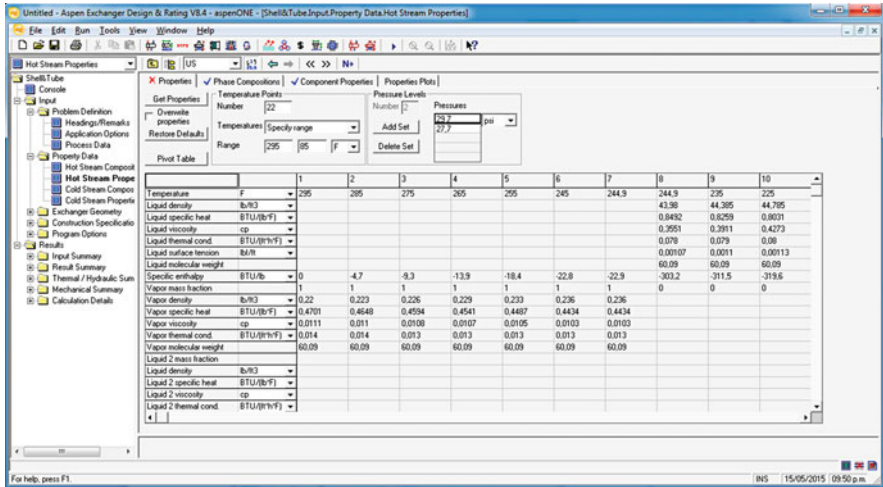 Untitled - Aspen Exchanger Design & Rating V8.4 - aspenONE - [Shell&Tube.Input.Property Data.Hot Stream Properties]
File Edit Run Tools View Window Help
Hot Stream Properties US N+
Shell&Tube
Console
Input
Problem Definition
Headings/Remarks
Application Options
Process Data
Property Data
Hot Stream Composit
Hot Stream Prope
Cold Stream Compos
Cold Stream Propertie
Exchanger Geometry
Construction Specificatio
Program Options
Results
Input Summary
Result Summary
Thermal / Hydraulic Sum
Mechanical Summary
Calculation Details
Properties Phase Compositions Component Properties Properties Plots
Get Properties
Overwrite properties
Restore Defaults
Pivot Table
Temperature Points
Number 22
Temperatures Specify range
Range 295 85 F
Pressure Levels
Number 2 Pressures
Add Set 29,7 psi
27,7
Delete Set
1 2 3 4 5 6 7 8 9 10
Temperature F 295 285 275 265 255 245 244,9 244,9 235 225
Liquid density lb/ft3 43,98 44,385 44,785
Liquid specific heat BTU/(lb*F) 0,8492 0,8259 0,8031
Liquid viscosity cp 0,3551 0,3911 0,4273
Liquid thermal cond. BTU/(ft*h*F) 0,078 0,079 0,08
Liquid surface tension lbf/ft 0,00107 0,0011 0,00113
Liquid molecular weight 60,09 60,09 60,09
Specific enthalpy BTU/lb 0 -4,7 -9,3 -13,9 -18,4 -22,8 -22,9 -303,2 -311,5 -319,6
Vapor mass fraction 1 1 1 1 1 1 1 0 0 0
Vapor density lb/ft3 0,22 0,223 0,226 0,229 0,233 0,236 0,236
Vapor specific heat BTU/(lb*F) 0,4701 0,4648 0,4594 0,4541 0,4487 0,4434 0,4434
Vapor viscosity cp 0,0111 0,011 0,0108 0,0107 0,0105 0,0103 0,0103
Vapor thermal cond. BTU/(ft*h*F) 0,014 0,014 0,013 0,013 0,013 0,013 0,013
Vapor molecular weight 60,09 60,09 60,09 60,09 60,09 60,09 60,09
Liquid 2 mass fraction
Liquid density lb/ft3
Liquid 2 specific heat BTU/(lb*F)
Liquid 2 viscosity cp
Liquid 2 thermal cond. BTU/(ft*h*F)
For help, press F1. INS 15/05/2015 09:50 p.m.